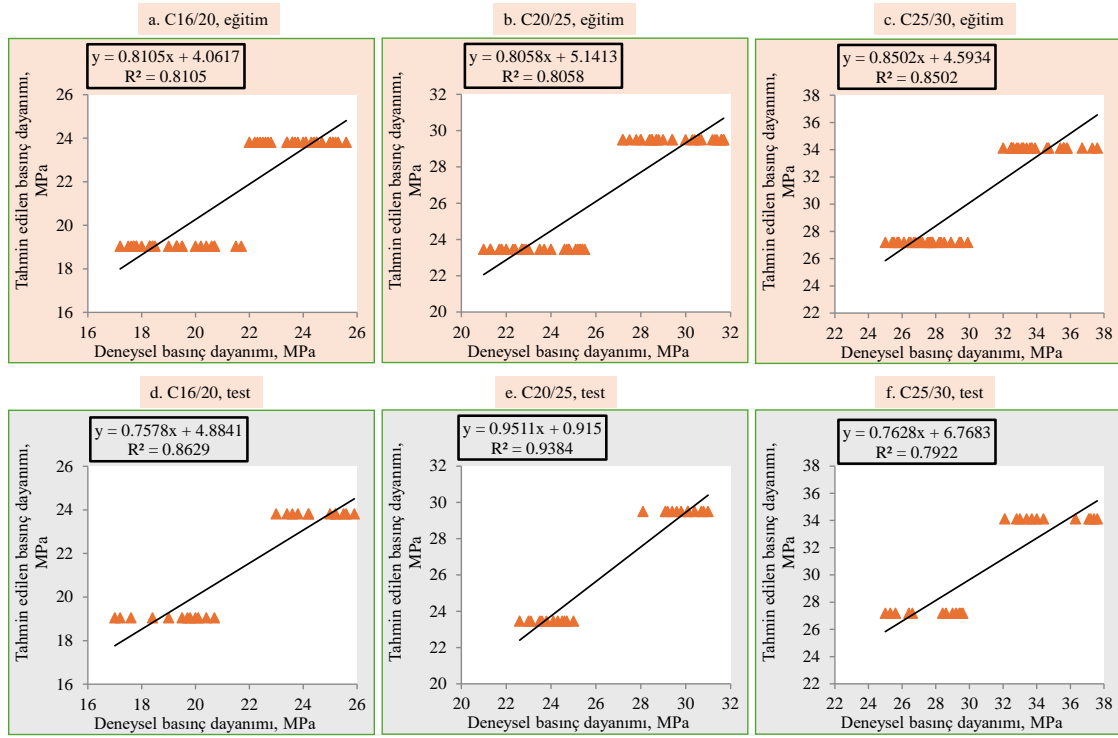 a. C16/20, eğitim
y = 0.8105x + 4.0617
R² = 0.8105
Tahmin edilen basınç dayanımı,
MPa
26
24
22
20
18
16
16 18 20 22 24 26
Deneysel basınç dayanımı, MPa
b. C20/25, eğitim
y = 0.8058x + 5.1413
R² = 0.8058
Tahmin edilen basınç dayanımı,
MPa
32
30
28
26
24
22
20
20 22 24 26 28 30 32
Deneysel basınç dayanımı, MPa
c. C25/30, eğitim
y = 0.8502x + 4.5934
R² = 0.8502
Tahmin edilen basınç dayanımı,
MPa
38
36
34
32
30
28
26
24
22
24 26 28 30 32 34 36 38
Deneysel basınç dayanımı, MPa
d. C16/20, test
y = 0.7578x + 4.8841
R² = 0.8629
Tahmin edilen basınç dayanımı,
MPa
26
24
22
20
18
16
16 18 20 22 24 26
Deneysel basınç dayanımı, MPa
e. C20/25, test
y = 0.9511x + 0.915
R² = 0.9384
Tahmin edilen basınç dayanımı,
MPa
32
30
28
26
24
22
20
20 22 24 26 28 30 32
Deneysel basınç dayanımı, MPa
f. C25/30, test
y = 0.7628x + 6.7683
R² = 0.7922
Tahmin edilen basınç dayanımı,
MPa
38
36
34
32
30
28
26
24
22
24 26 28 30 32 34 36 38
Deneysel basınç dayanımı, MPa